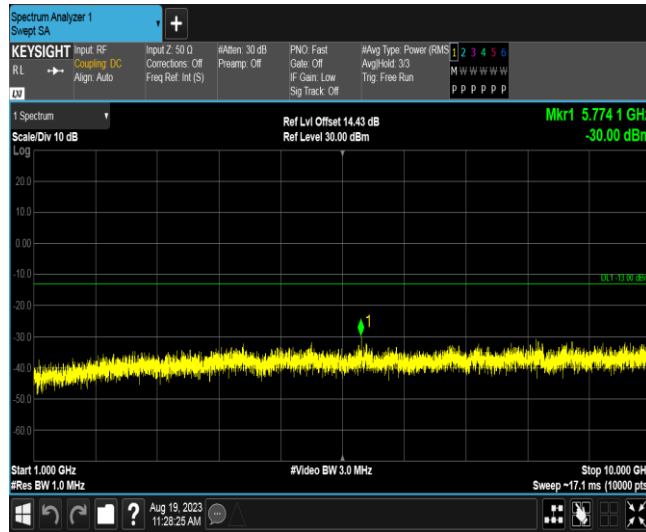 Spectrum Analyzer 1
Swept SA
+
KEYSIGHT
RL
LXI
Input: RF
Coupling: DC
Align: Auto
Input Z: 50 Ω
Corrections: Off
Freq Ref: Int (S)
#Atten: 30 dB
Preamp: Off
PNO: Fast
Gate: Off
IF Gain: Low
Sig Track: Off
#Avg Type: Power (RMS
Avg|Hold: 3/3
Trig: Free Run
1 2 3 4 5 6
M W W W W W
P P P P P P
1 Spectrum
Scale/Div 10 dB
Log
Ref Lvl Offset 14.43 dB
Ref Level 30.00 dBm
Mkr1 5.774 1 GHz
-30.00 dBm
20.0
10.0
0.00
-10.0
DL1 -13.00 dBm
-20.0
-30.0
1
-40.0
-50.0
-60.0
Start 1.000 GHz
#Video BW 3.0 MHz
Stop 10.000 GHz
#Res BW 1.0 MHz
Sweep ~17.1 ms (10000 pts
?
Aug 19, 2023
11:28:25 AM